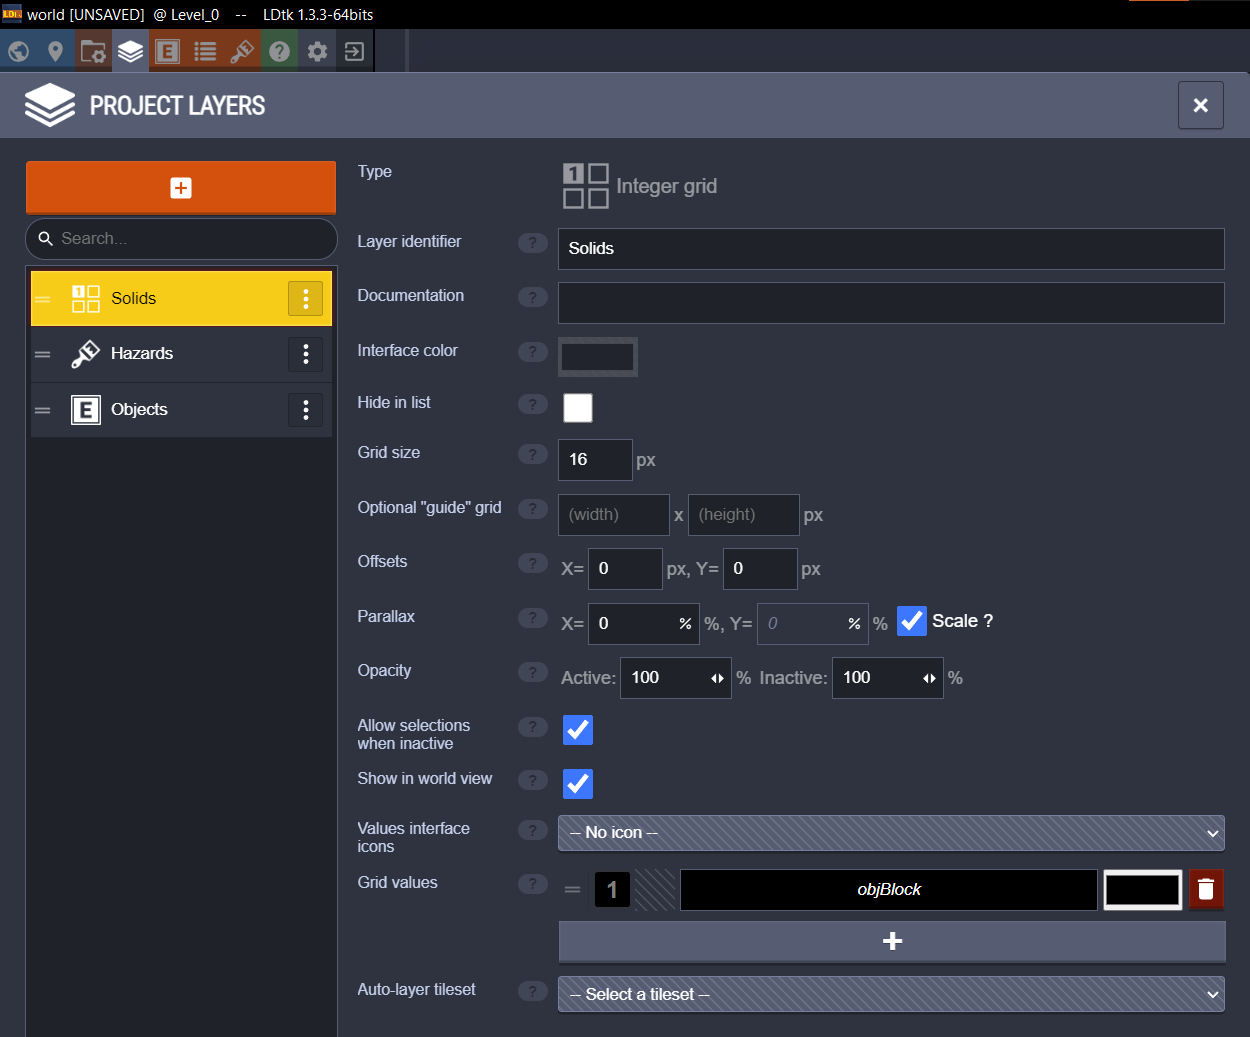 world [UNSAVED] @ Level_0 -- LDtk 1.3.3-64bits
E
?
PROJECT LAYERS
Search...
1 Solids
Hazards
E Objects
Type 1 Integer grid
Layer identifier ? Solids
Documentation ?
Interface color ?
Hide in list ?
Grid size ? 16 px
Optional "guide" grid ? (width) x (height) px
Offsets ? X= 0 px, Y= 0 px
Parallax ? X= 0 % %, Y= 0 % % Scale ?
Opacity ? Active: 100 % Inactive: 100 %
Allow selections
when inactive ?
Show in world view ?
Values interface
icons ? -- No icon --
Grid values ? 1 objBlock
+
Auto-layer tileset ? -- Select a tileset --